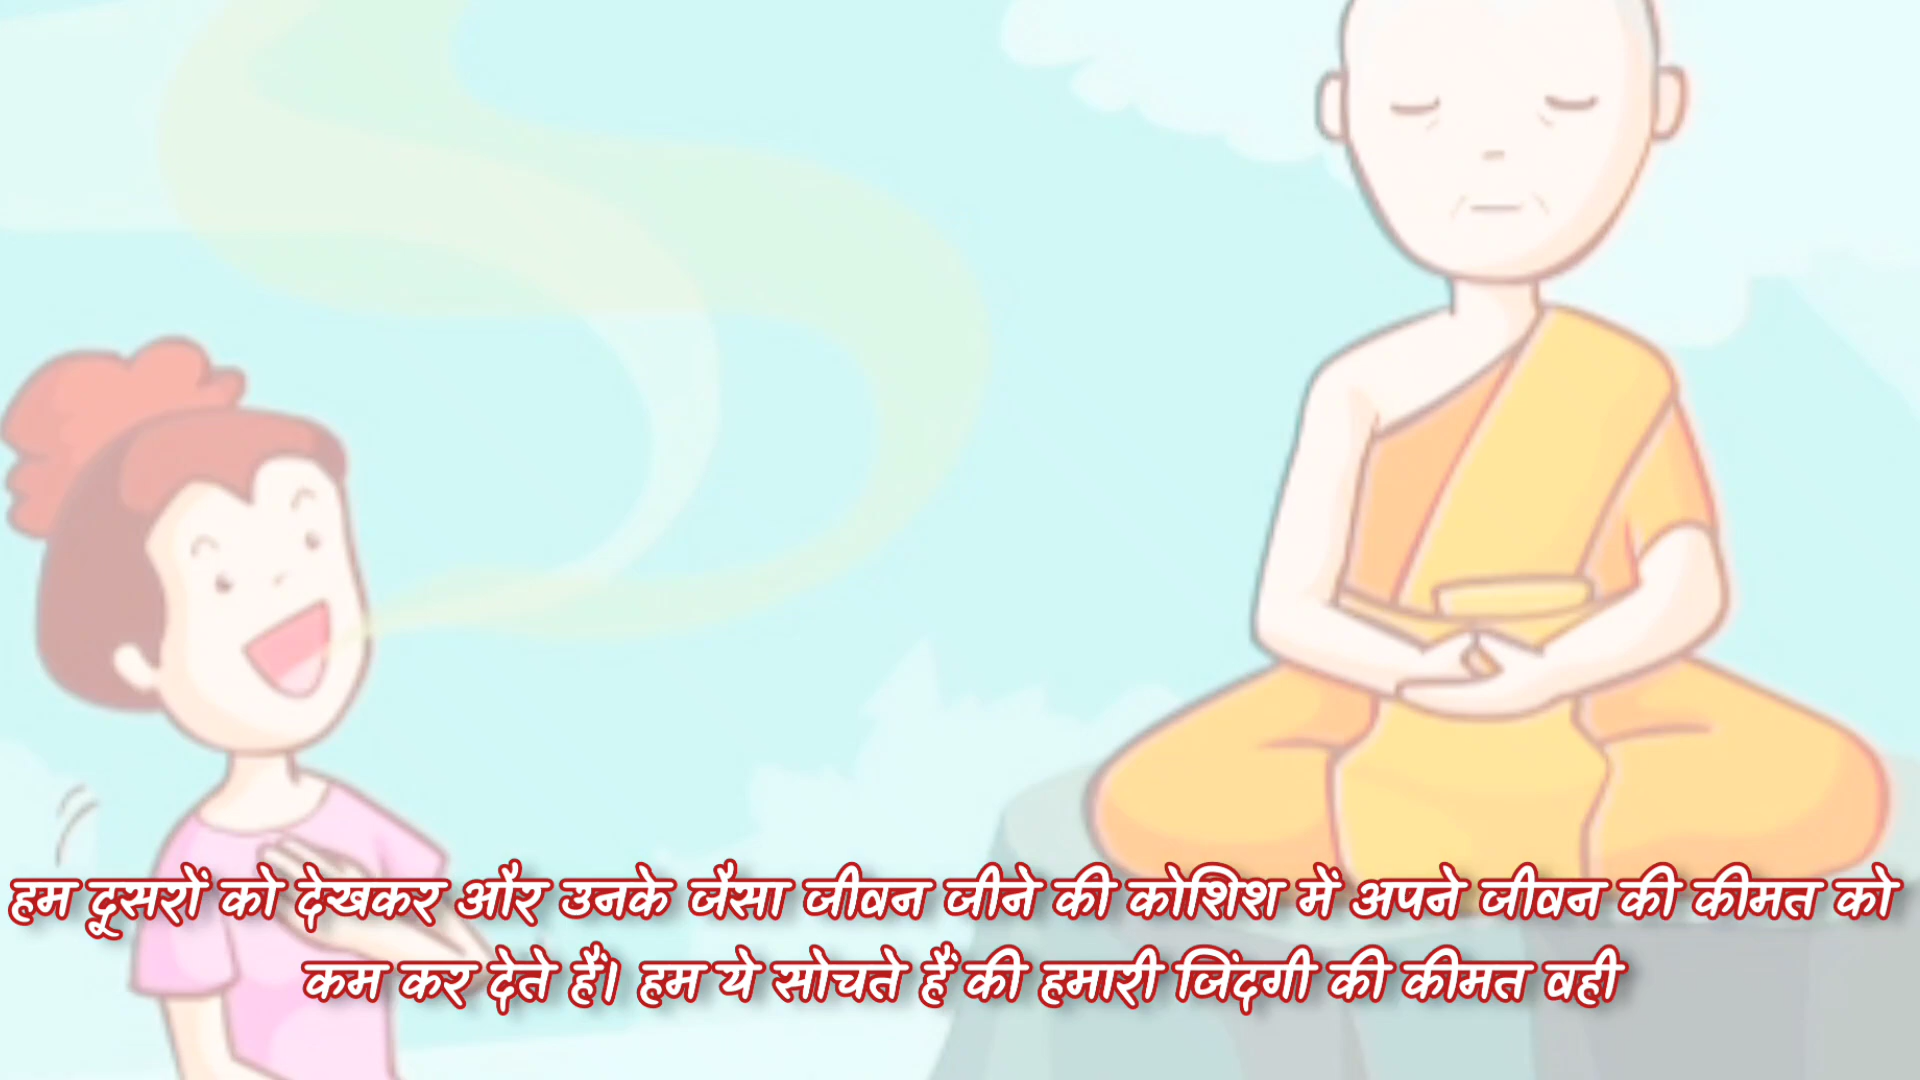 हम दूसरों को देखकर और उनके जैसा जीवन जीने की कोशिश में अपने जीवन की कीमत को
कम कर देते हैं। हम ये सोचते हैं की हमारी जिंदगी की कीमत वही